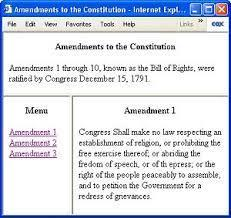 Amendments to the Constitution - Internet Expl...
File Edit View Favorites Tools Help Links » cox
Amendments to the Constitution
Amendments 1 through 10, known as the Bill of Rights, were
ratified by Congress December 15, 1791.
Menu
Amendment 1
Amendment 2
Amendment 3
Amendment 1
Congress Shall make no law respecting an
establishment of religion, or prohibiting the
free exercise thereof; or abriding the
fredom of speech, or of th epress; or the
right of the people peaceably to assemble,
and to petition the Government for a
redress of grievances.